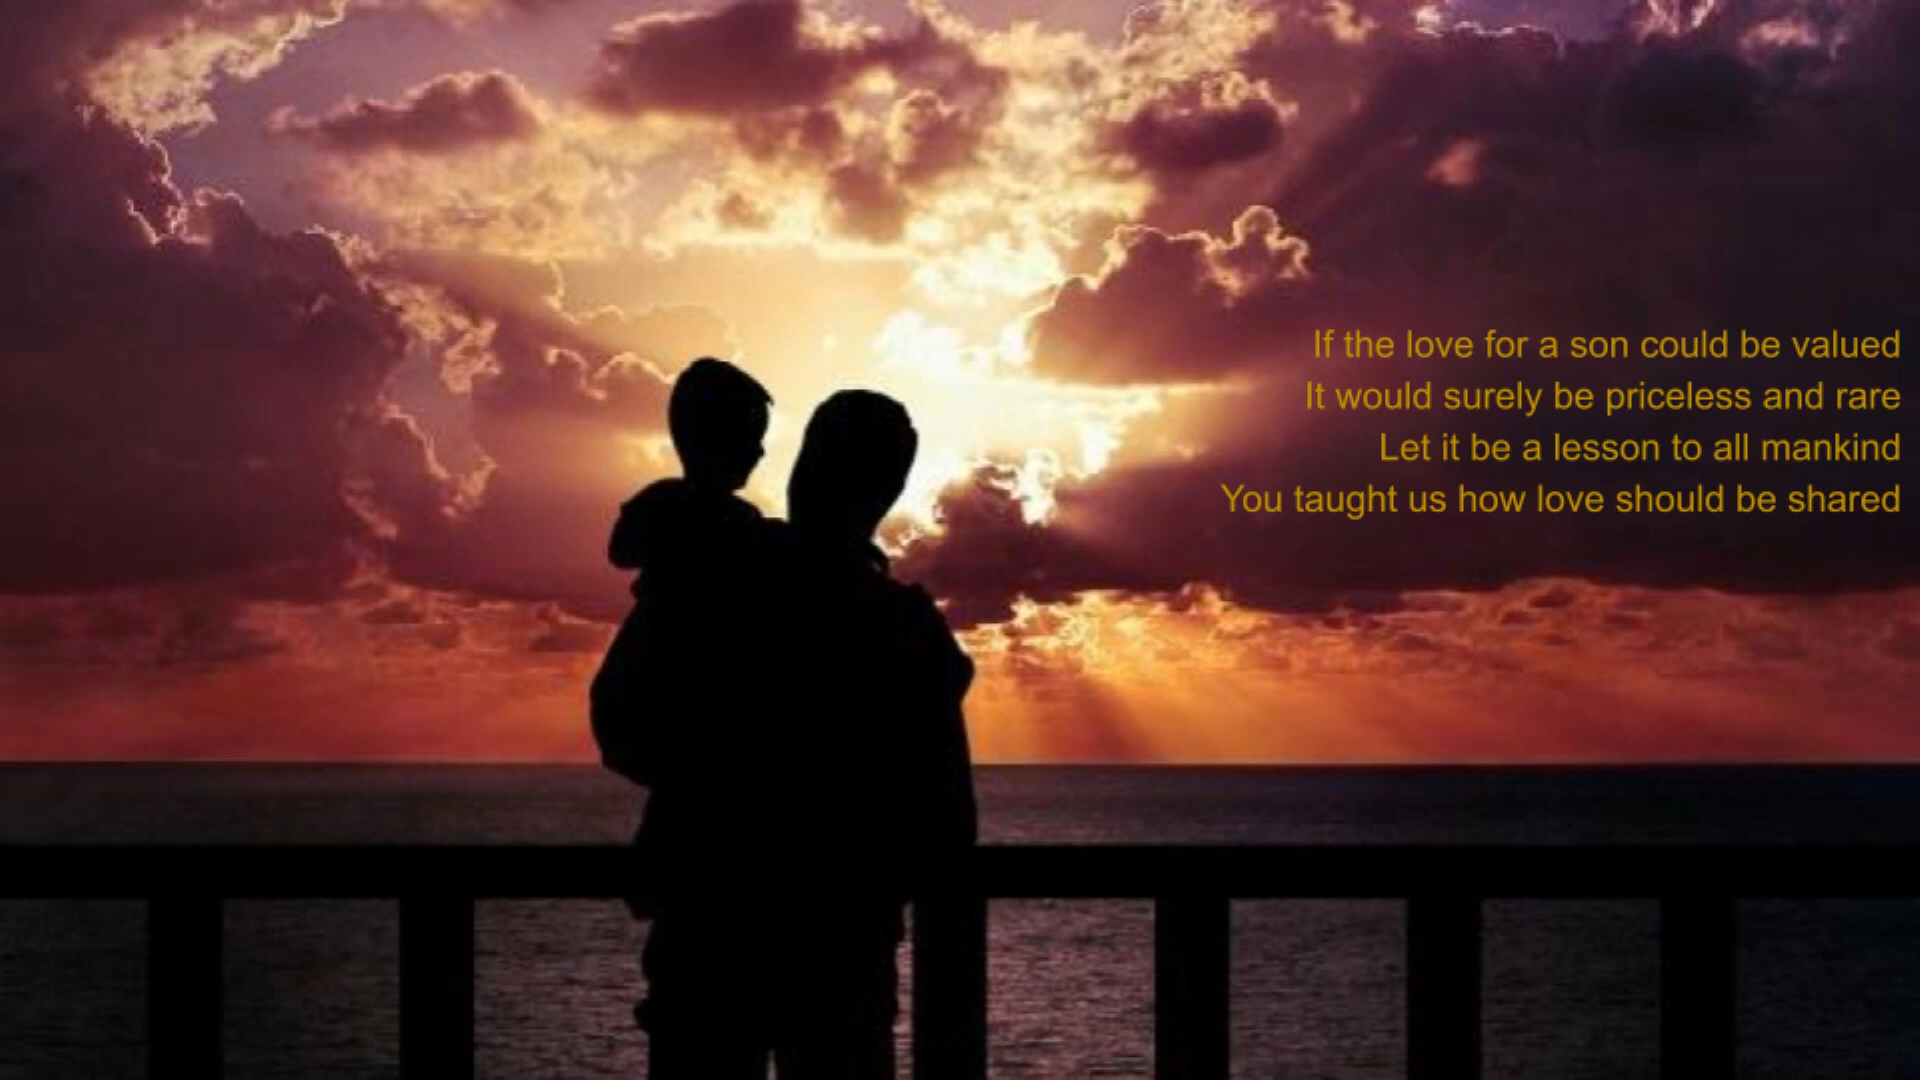 If the love for a son could be valued
It would surely be priceless and rare
Let it be a lesson to all mankind
You taught us how love should be shared